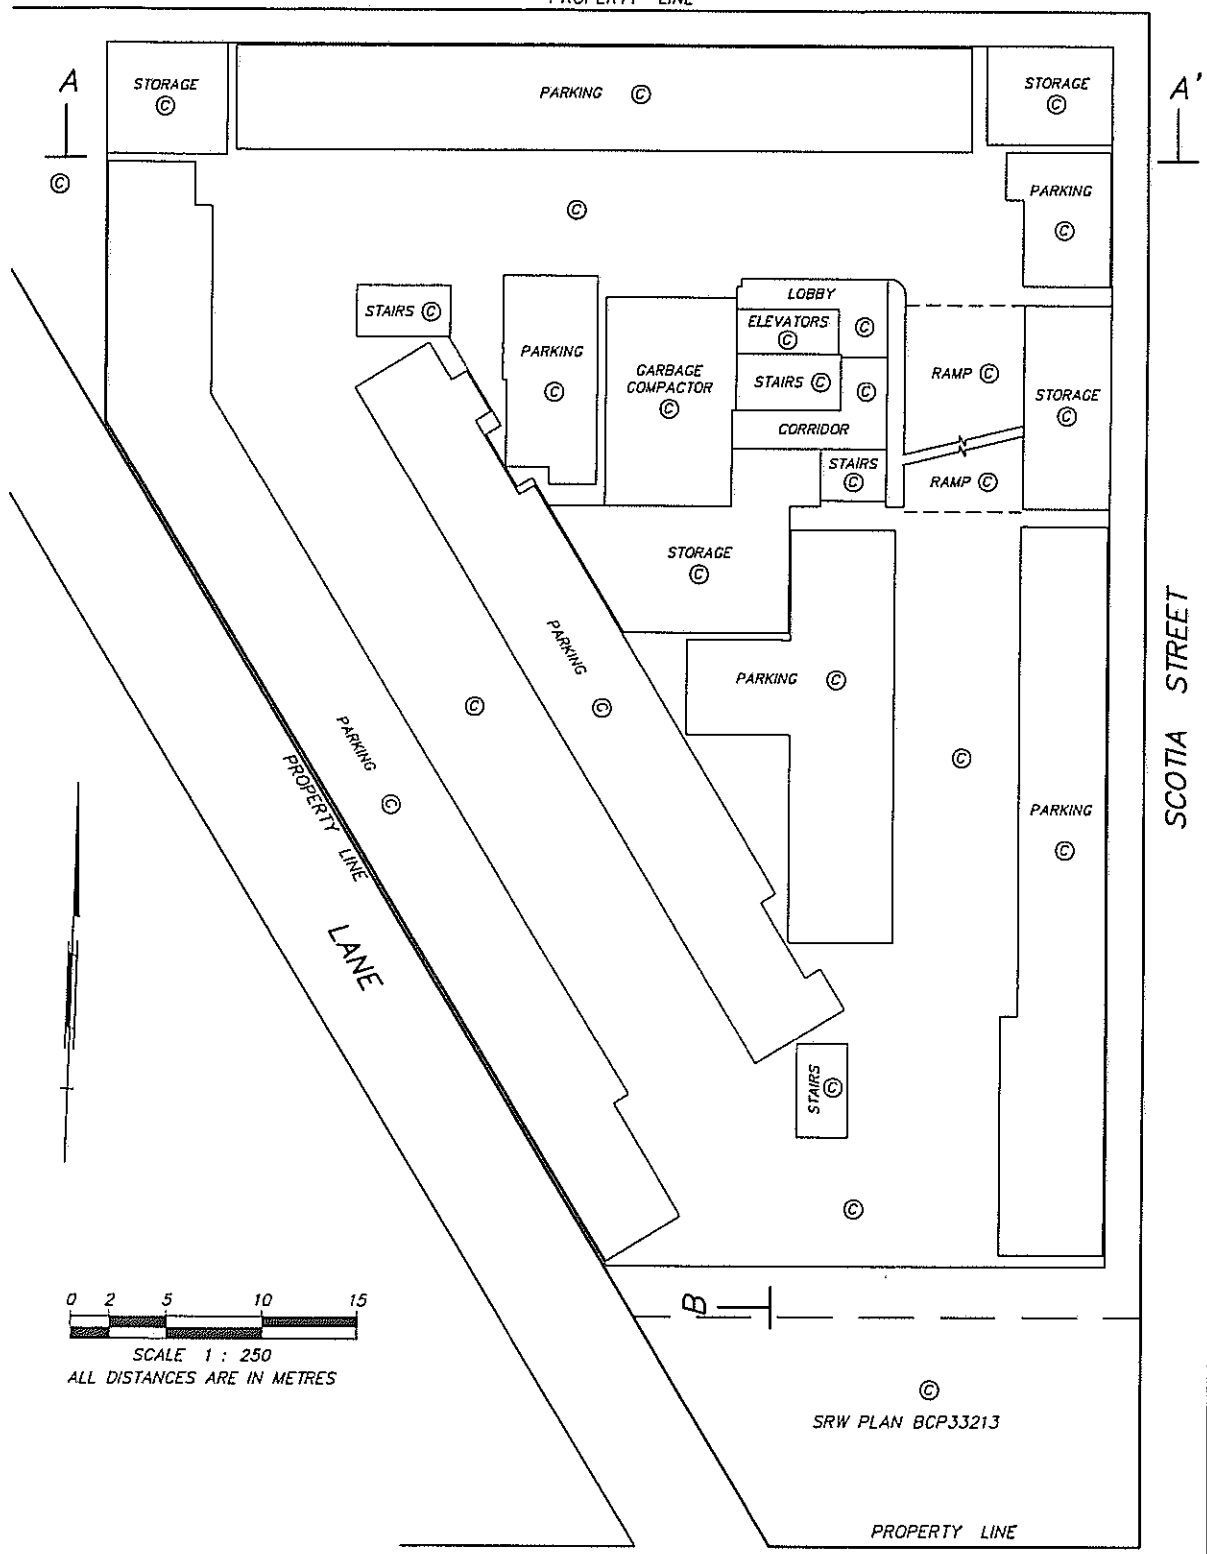 PROPERTY LINE
A
A'
STORAGE
©
PARKING ©
STORAGE
©
©
PARKING
©
©
STAIRS ©
PARKING
©
GARBAGE
COMPACTOR
©
LOBBY
©
ELEVATORS
©
STAIRS ©
©
CORRIDOR
STAIRS
©
RAMP ©
RAMP ©
STORAGE
©
STORAGE
©
PARKING
©
PARKING ©
©
PARKING
©
©
PARKING
©
PROPERTY LINE
LANE
SCOTIA STREET
STAIRS ©
©
B
0 2 5 10 15
SCALE 1 : 250
ALL DISTANCES ARE IN METRES
©
SRW PLAN BCP33213
PROPERTY LINE